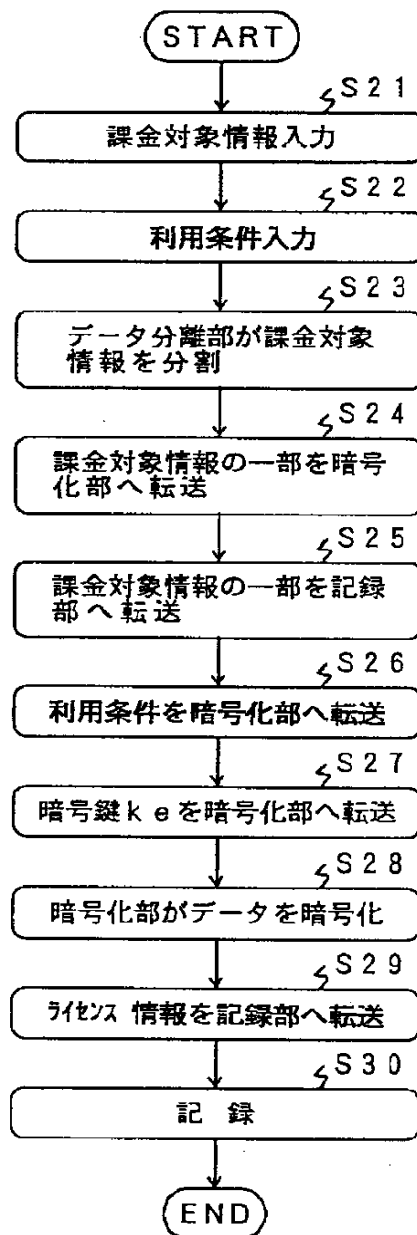 START
S21
課金対象情報入力
S22
利用条件入力
S23
データ分離部が課金対象
情報を分割
S24
課金対象情報の一部を暗号
化部へ転送
S25
課金対象情報の一部を記録
部へ転送
S26
利用条件を暗号化部へ転送
S27
暗号鍵keを暗号化部へ転送
S28
暗号化部がデータを暗号化
S29
ライセンス 情報を記録部へ転送
S30
記 録
END